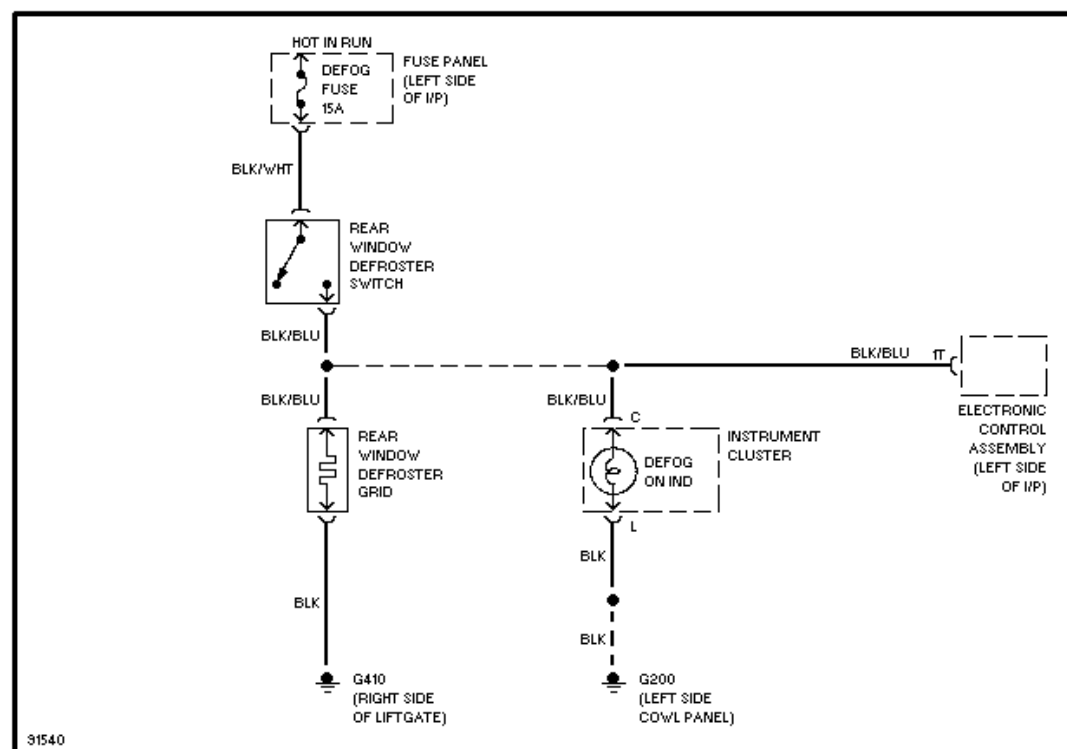 HOT IN RUN
DEFOG
FUSE
15A
FUSE PANEL
(LEFT SIDE
OF I/P)
BLK/WHT
REAR
WINDOW
DEFROSTER
SWITCH
BLK/BLU
BLK/BLU 1T
BLK/BLU
BLK/BLU
C
ELECTRONIC
CONTROL
ASSEMBLY
(LEFT SIDE
OF I/P)
REAR
WINDOW
DEFROSTER
GRID
DEFOG
ON IND
INSTRUMENT
CLUSTER
L
BLK
BLK
BLK
G410
(RIGHT SIDE
OF LIFTGATE)
G200
(LEFT SIDE
COWL PANEL)
91540